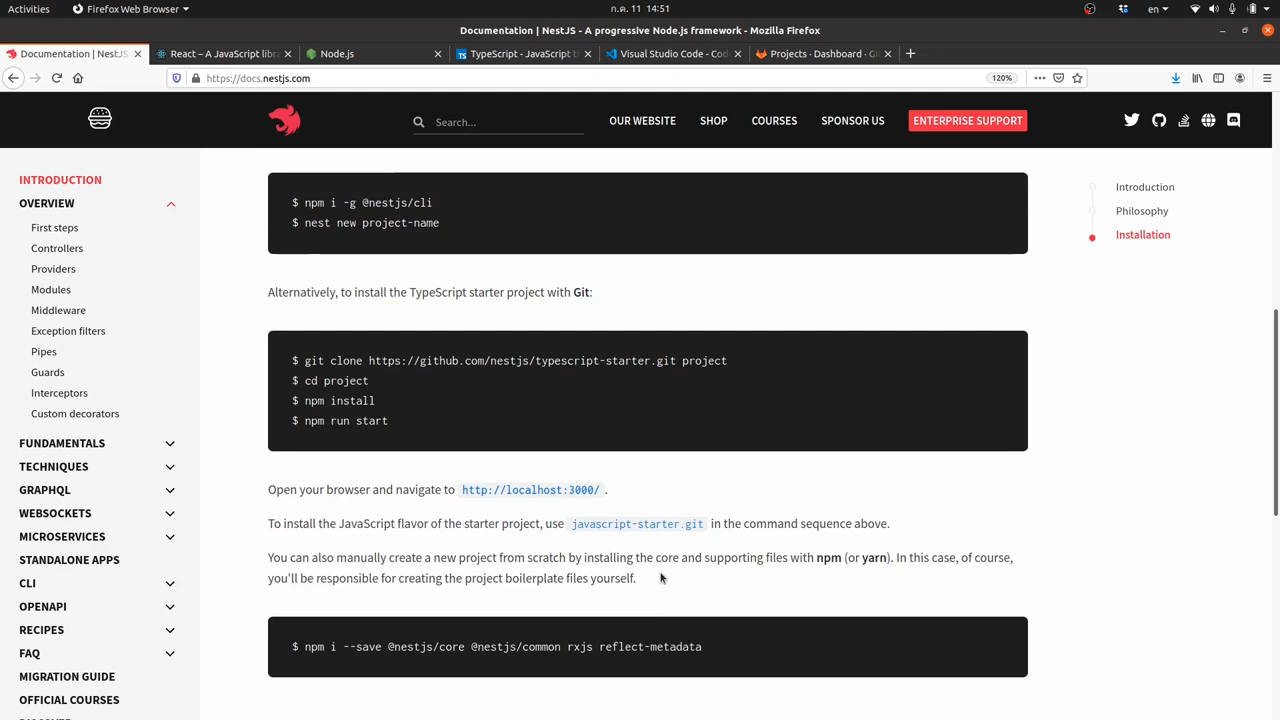 Activities
Firefox Web Browser
ก.ค. 11 14:51
en
Documentation | NestJS - A progressive Node.js framework - Mozilla Firefox
Documentation | NestJS
React – A JavaScript libra
Node.js
TypeScript - JavaScript th
Visual Studio Code - Cod
Projects · Dashboard · Gi
https://docs.nestjs.com
120%
Search...
OUR WEBSITE
SHOP
COURSES
SPONSOR US
ENTERPRISE SUPPORT
INTRODUCTION
OVERVIEW
First steps
Controllers
Providers
Modules
Middleware
Exception filters
Pipes
Guards
Interceptors
Custom decorators
FUNDAMENTALS
TECHNIQUES
GRAPHQL
WEBSOCKETS
MICROSERVICES
STANDALONE APPS
CLI
OPENAPI
RECIPES
FAQ
MIGRATION GUIDE
OFFICIAL COURSES
$ npm i -g @nestjs/cli
$ nest new project-name
Alternatively, to install the TypeScript starter project with Git:
$ git clone https://github.com/nestjs/typescript-starter.git project
$ cd project
$ npm install
$ npm run start
Open your browser and navigate to http://localhost:3000/ .
To install the JavaScript flavor of the starter project, use javascript-starter.git in the command sequence above.
You can also manually create a new project from scratch by installing the core and supporting files with npm (or yarn). In this case, of course,
you'll be responsible for creating the project boilerplate files yourself.
$ npm i --save @nestjs/core @nestjs/common rxjs reflect-metadata
Introduction
Philosophy
Installation